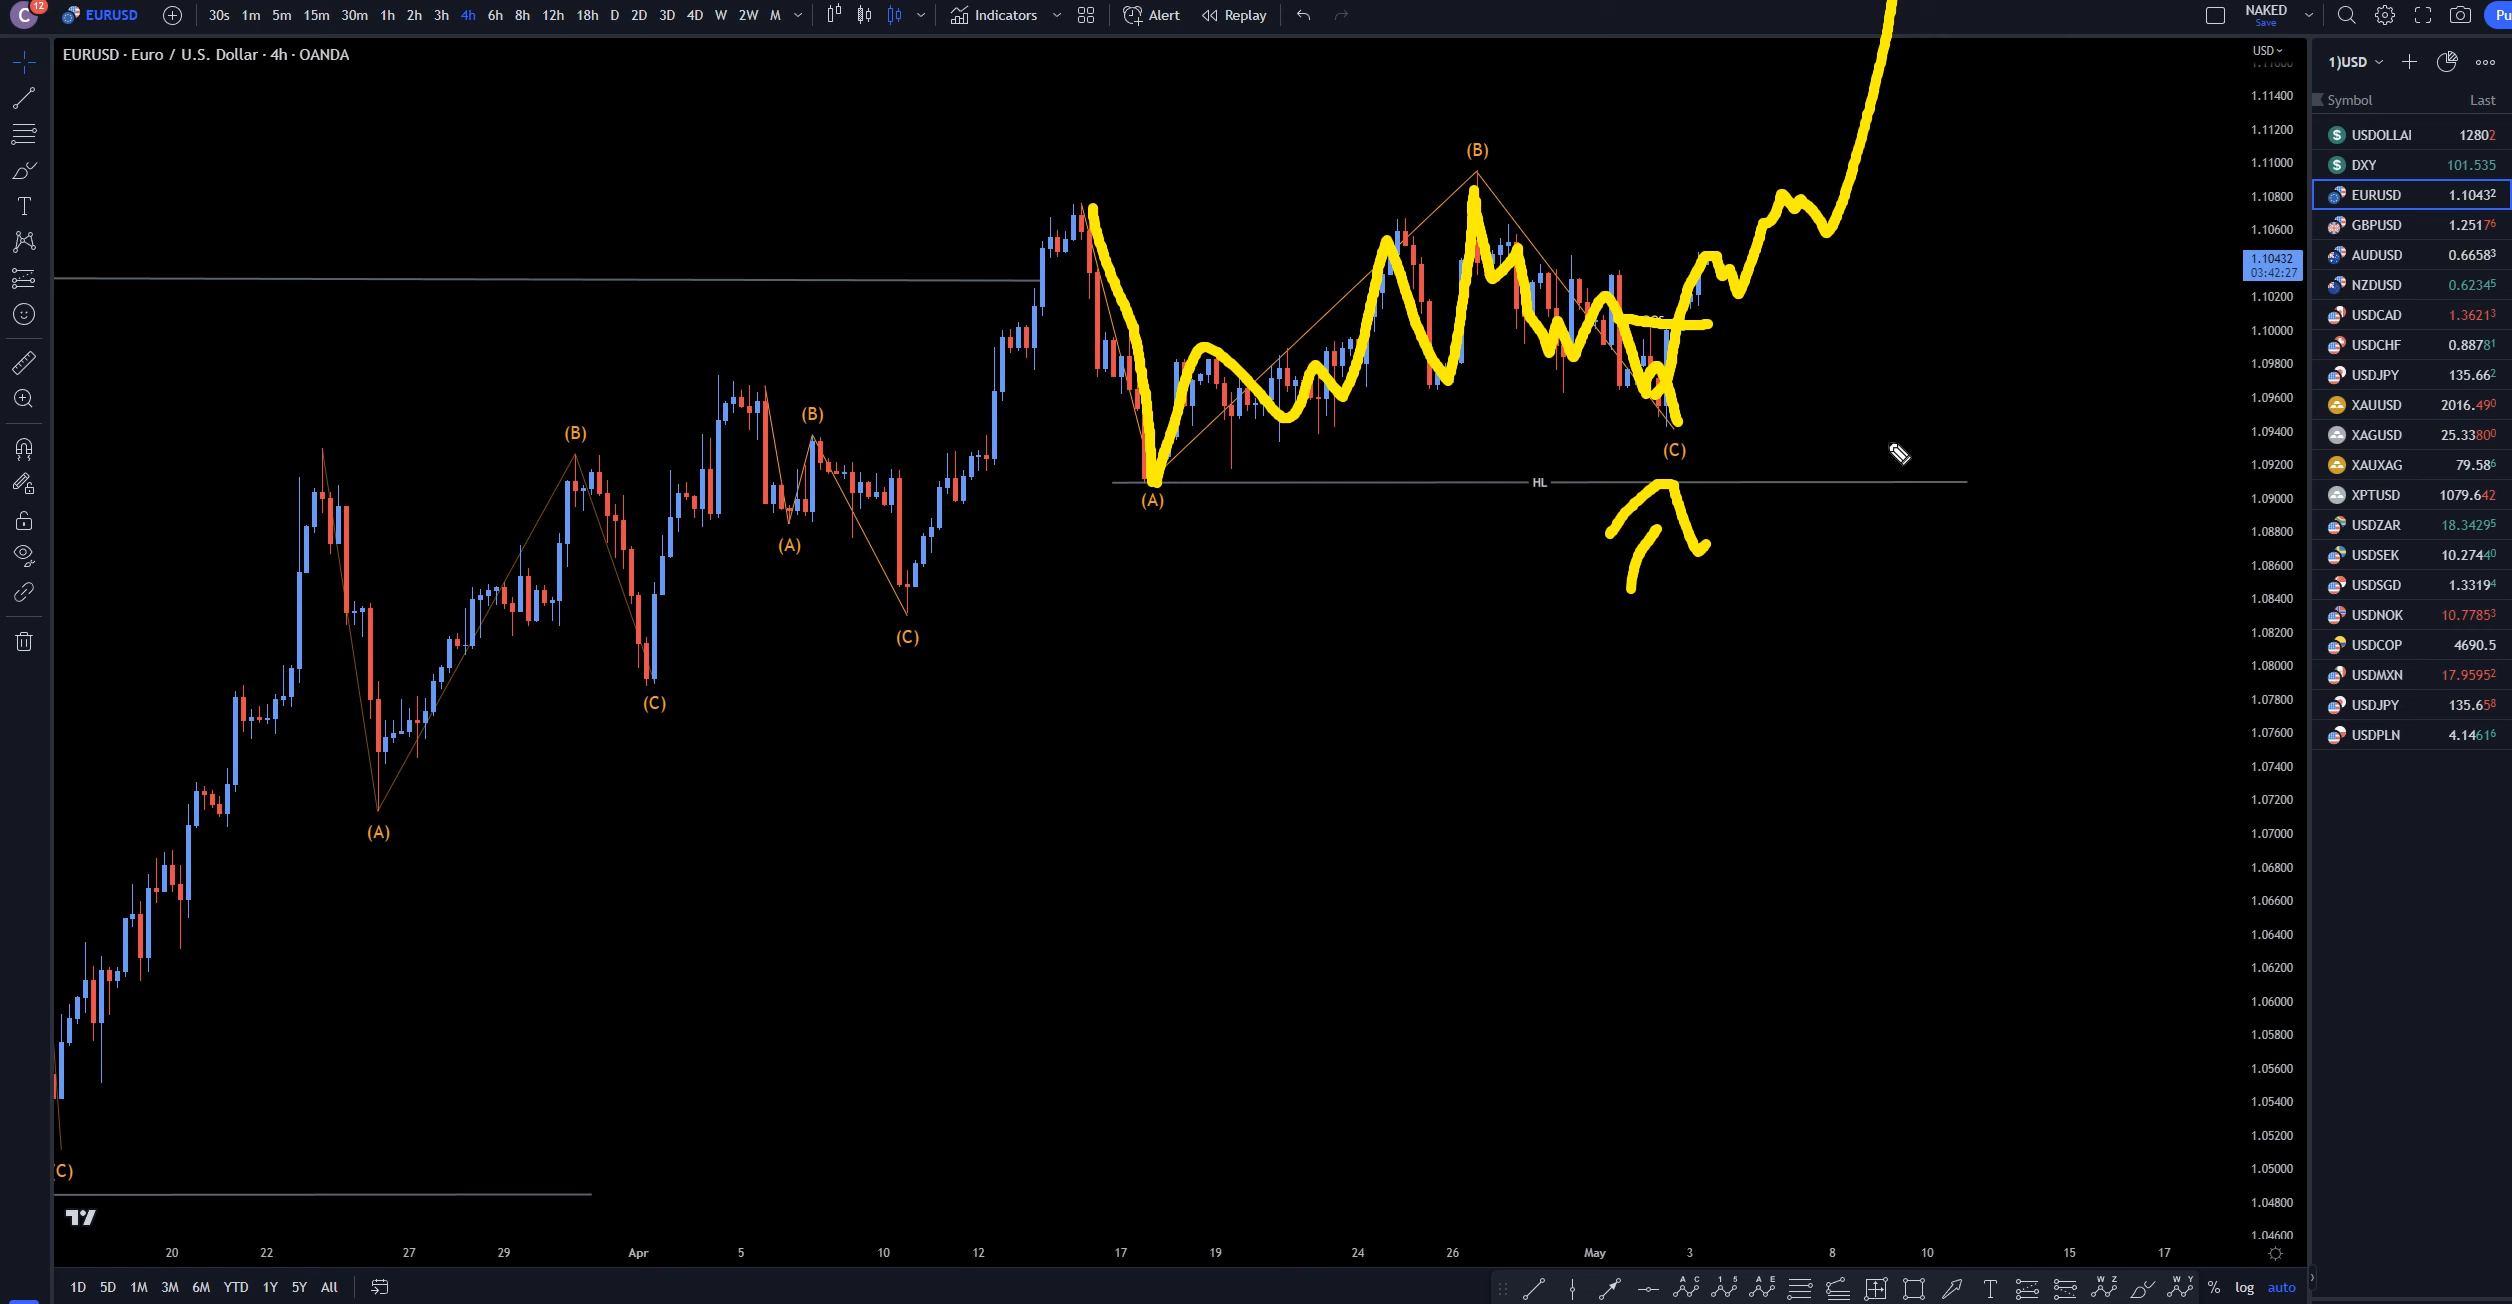 C 12 EURUSD 30s 1m 5m 15m 30m 1h 2h 3h 4h 6h 8h 12h 18h D 2D 3D 4D W 2W M Indicators Alert Replay NAKED Save Pu
EURUSD · Euro / U.S. Dollar · 4h · OANDA
USD
1.11400
1.11200
1.11000
1.10800
1.10600
1.10432
03:42:27
1.10200
1.10000
1.09800
1.09600
1.09400
1.09200
1.09000
1.08800
1.08600
1.08400
1.08200
1.08000
1.07800
1.07600
1.07400
1.07200
1.07000
1.06800
1.06600
1.06400
1.06200
1.06000
1.05800
1.05600
1.05400
1.05200
1.05000
1.04800
1.04600
(B)
(B)
(B)
(A)
(C)
(A)
HL
(A)
(C)
(C)
(A)
C)
20 22 27 29 Apr 5 10 12 17 19 24 26 May 3 8 10 15 17
1D 5D 1M 3M 6M YTD 1Y 5Y All
A C 1 5 A E T W Z W Y % log auto
1)USD
Symbol Last
USDOLLAI 12802
DXY 101.535
EURUSD 1.10432
GBPUSD 1.25176
AUDUSD 0.66583
NZDUSD 0.62345
USDCAD 1.36213
USDCHF 0.88781
USDJPY 135.662
XAUUSD 2016.490
XAGUSD 25.3380
XAUXAG 79.586
XPTUSD 1079.642
USDZAR 18.34295
USDSEK 10.27440
USDSGD 1.33194
USDNOK 10.77853
USDCOP 4690.5
USDMXN 17.95952
USDJPY 135.658
USDPLN 4.14616